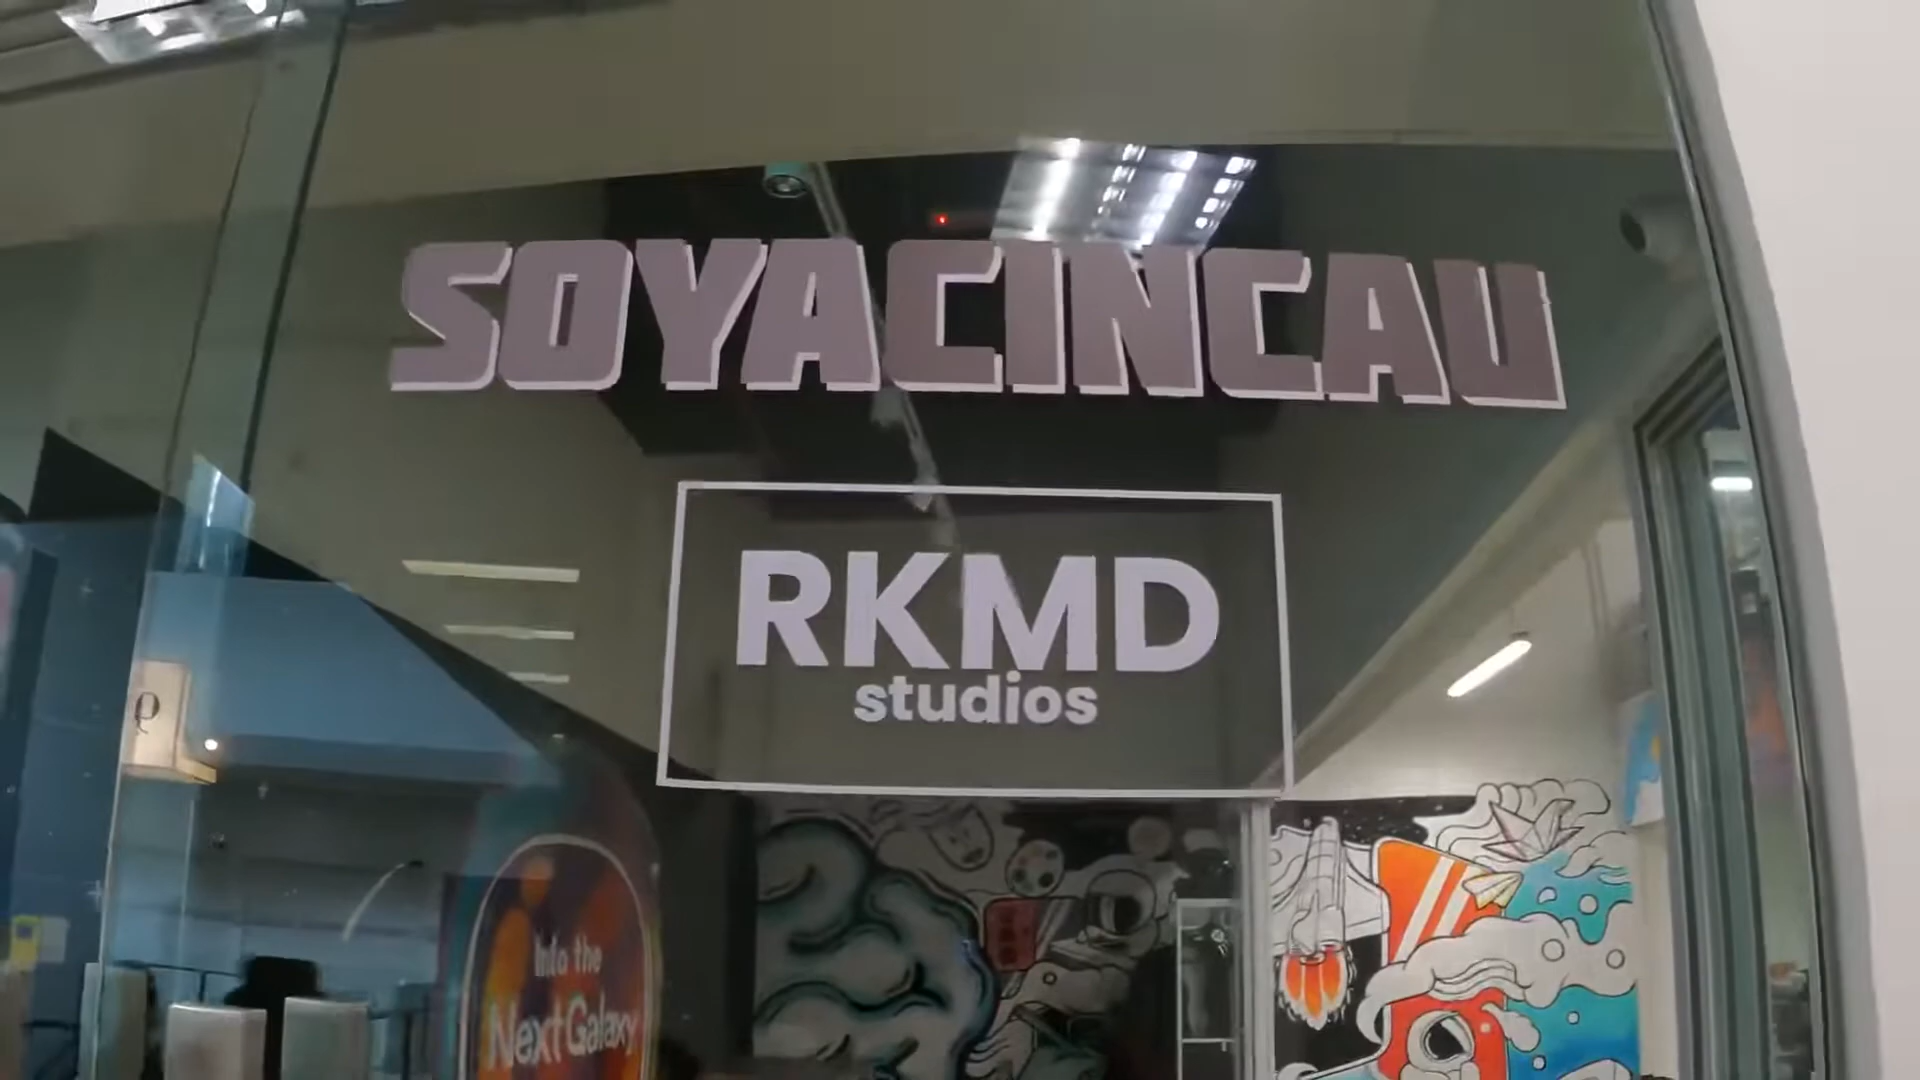 SOYACINCAU
RKMD
studios
Into the
Next Galaxy